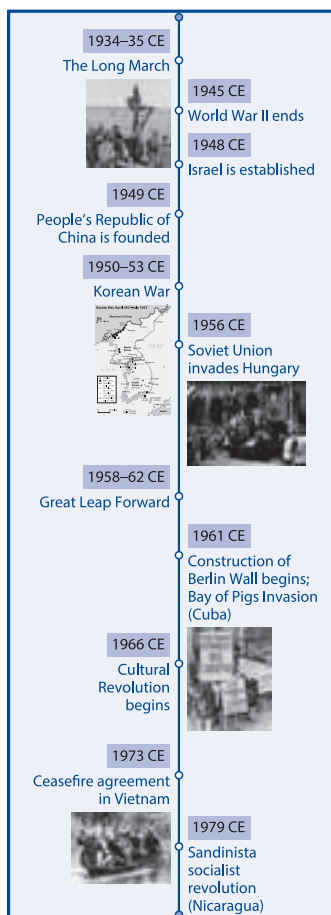 1934–35 CE
The Long March
1945 CE
World War II ends
1948 CE
Israel is established
1949 CE
People's Republic of
China is founded
1950–53 CE
Korean War
1956 CE
Soviet Union
invades Hungary
1958–62 CE
Great Leap Forward
1961 CE
Construction of
Berlin Wall begins;
Bay of Pigs Invasion
(Cuba)
1966 CE
Cultural
Revolution
begins
1973 CE
Ceasefire agreement
in Vietnam
1979 CE
Sandinista
socialist
revolution
(Nicaragua)